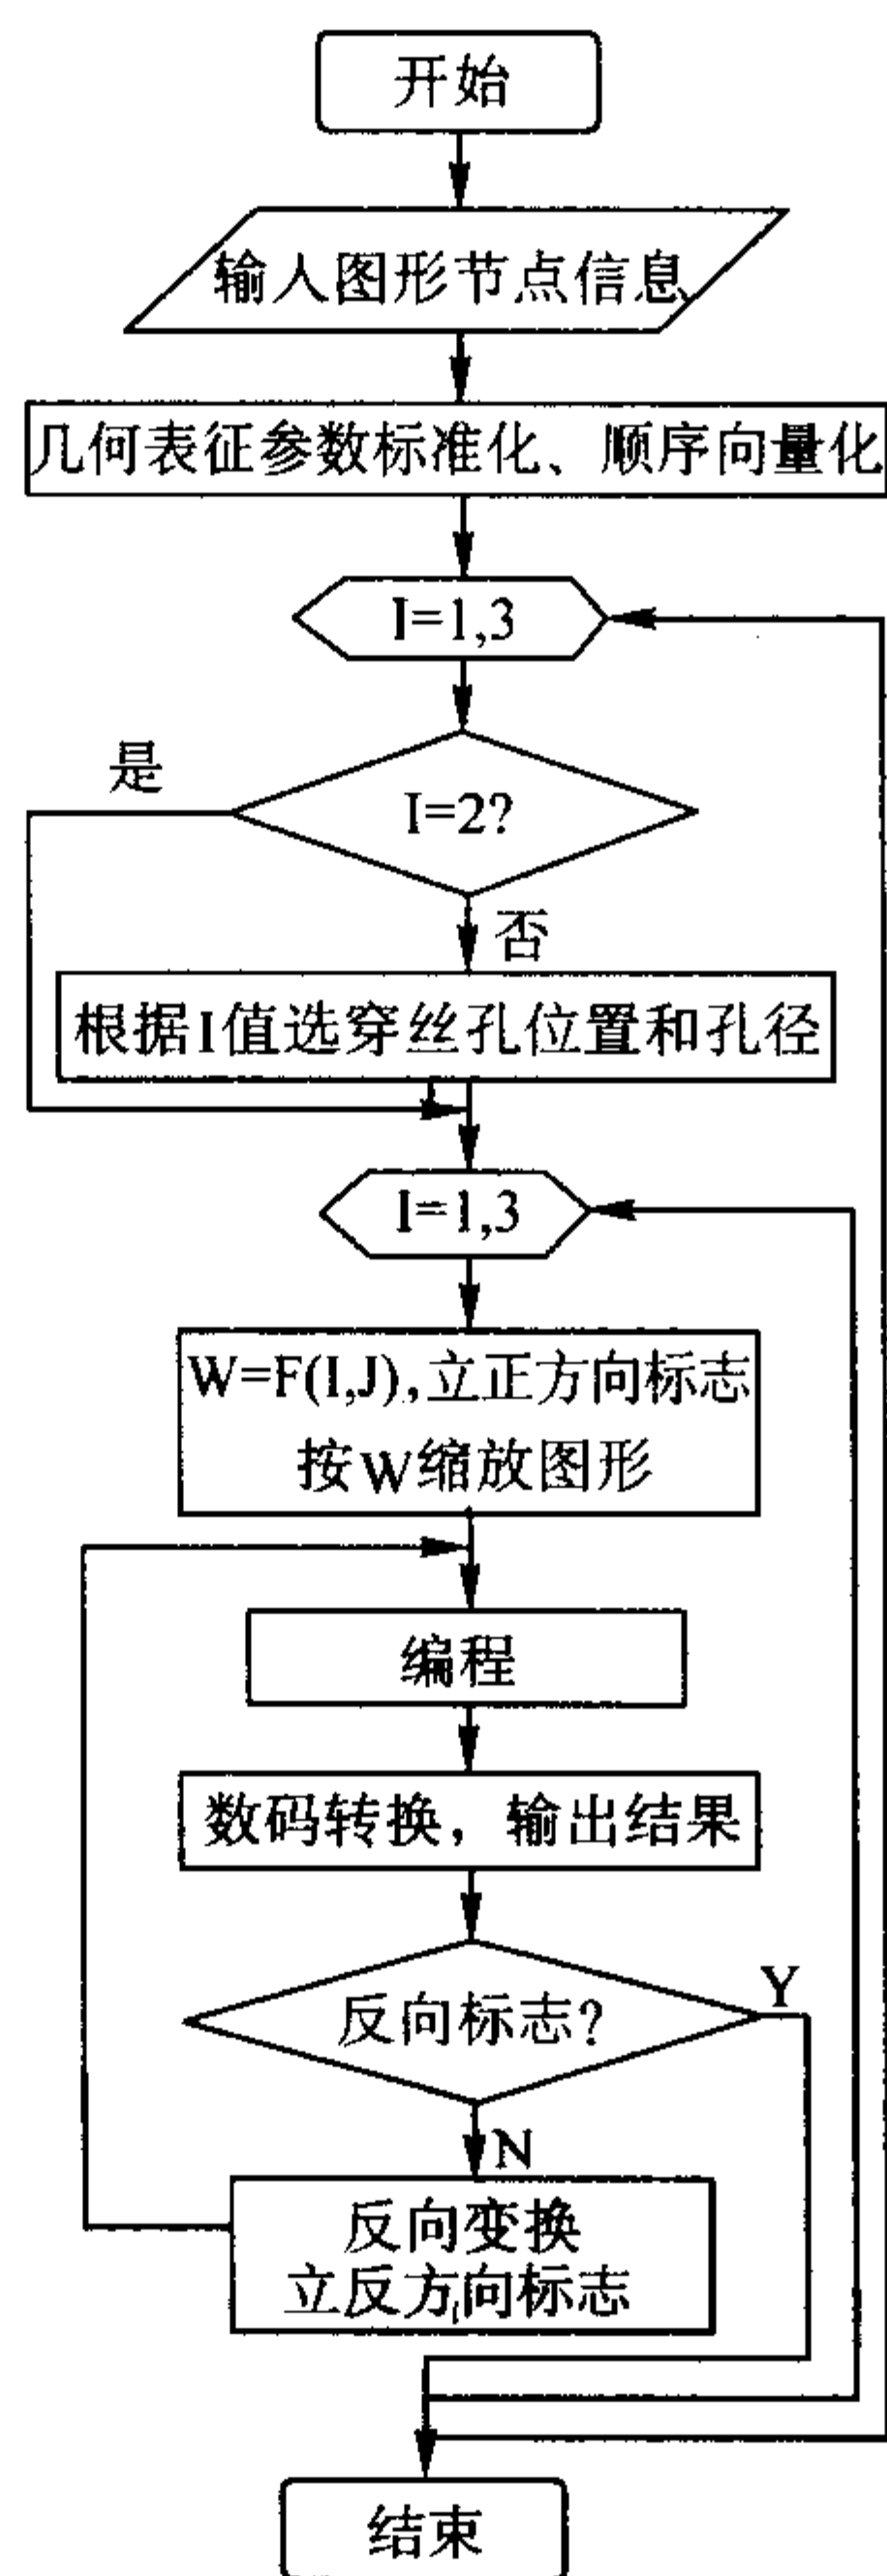 开始
输人图形节点信息
几何表征参数标准化、顺序向量化
I=1,3
是
I=2?
否
根据I值选穿丝孔位置和孔径
I=1,3
W=F(I,J),立正方向标志
按W缩放图形
编程
数码转换，输出结果
反向标志?
Y
N
反向变换
立反方向标志
结束